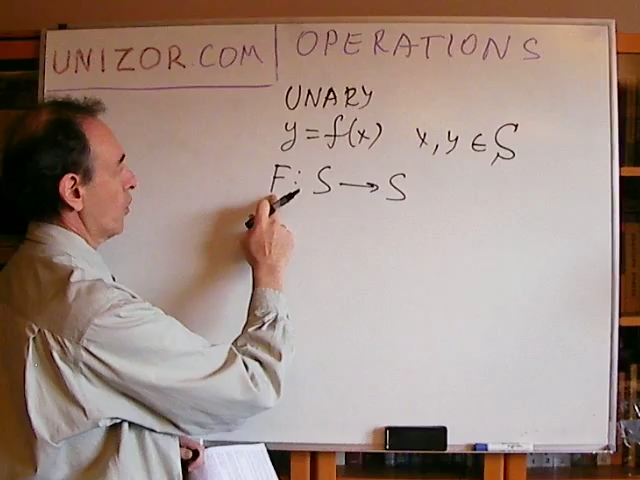 UNIZOR.COM | OPERATIONS
UNARY
y = f(x) x, y ∈ S
F: S → S